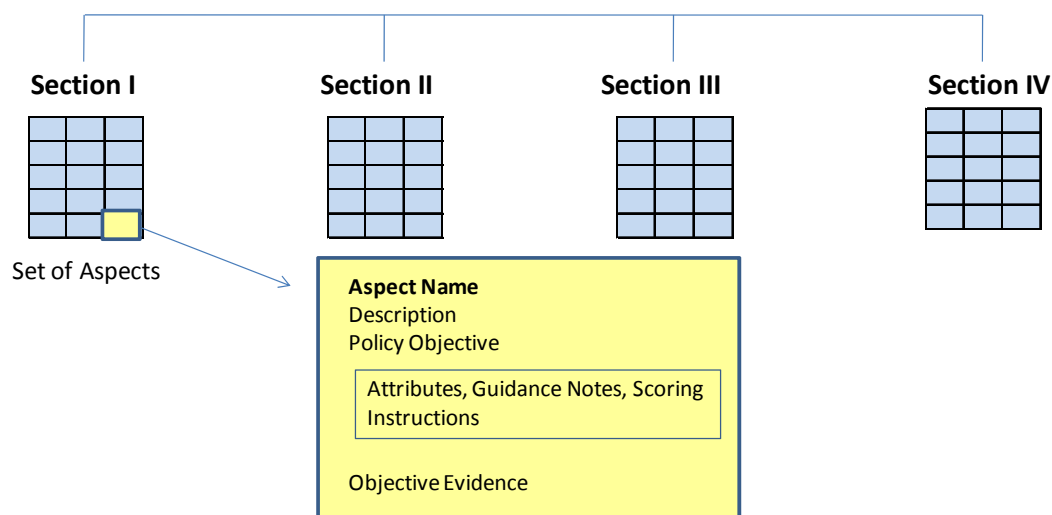 Section I
Section II
Section III
Section IV
Set of Aspects
Aspect Name
Description
Policy Objective
Attributes, Guidance Notes, Scoring
Instructions
Objective Evidence